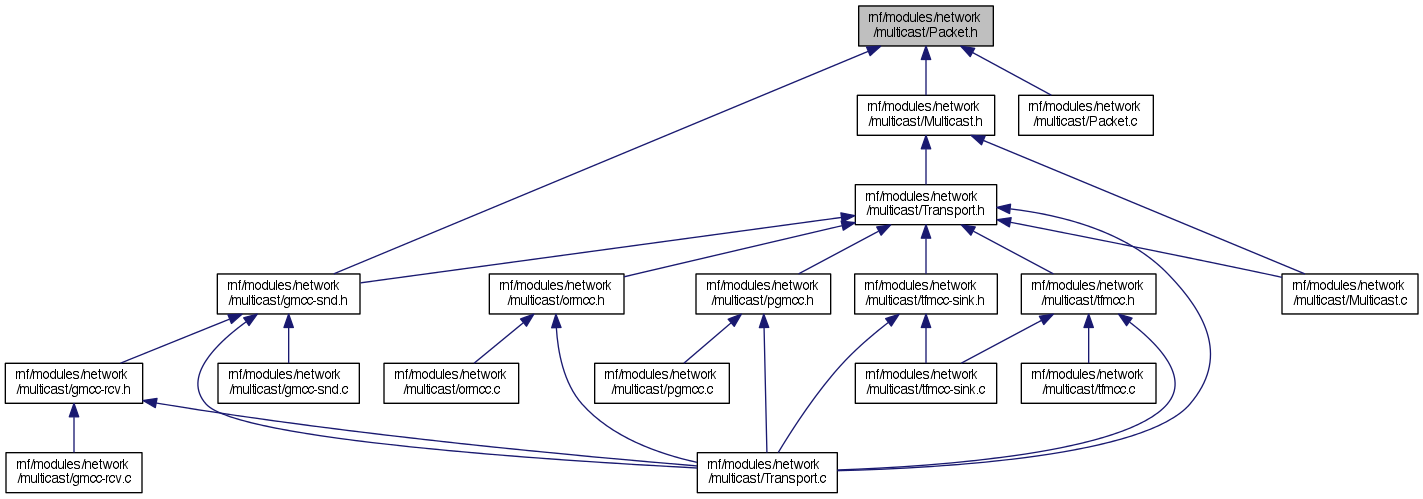 rnf/modules/network
/multicast/Packet.h
rnf/modules/network
/multicast/Multicast.h
rnf/modules/network
/multicast/Packet.c
rnf/modules/network
/multicast/Transport.h
rnf/modules/network
/multicast/gmcc-snd.h
rnf/modules/network
/multicast/ormcc.h
rnf/modules/network
/multicast/pgmcc.h
rnf/modules/network
/multicast/tfmcc-sink.h
rnf/modules/network
/multicast/tfmcc.h
rnf/modules/network
/multicast/Multicast.c
rnf/modules/network
/multicast/gmcc-rcv.h
rnf/modules/network
/multicast/gmcc-snd.c
rnf/modules/network
/multicast/ormcc.c
rnf/modules/network
/multicast/pgmcc.c
rnf/modules/network
/multicast/tfmcc-sink.c
rnf/modules/network
/multicast/tfmcc.c
rnf/modules/network
/multicast/gmcc-rcv.c
rnf/modules/network
/multicast/Transport.c